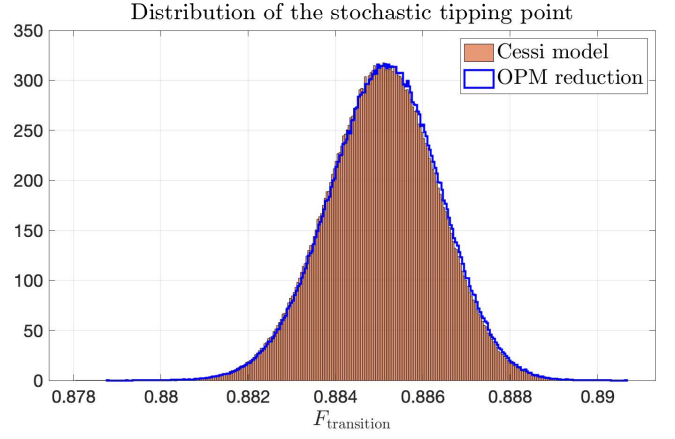 Distribution of the stochastic tipping point
350
300
250
200
150
100
50
0
Cessi model
OPM reduction
0.878 0.88 0.882 0.884 0.886 0.888 0.89
F_transition